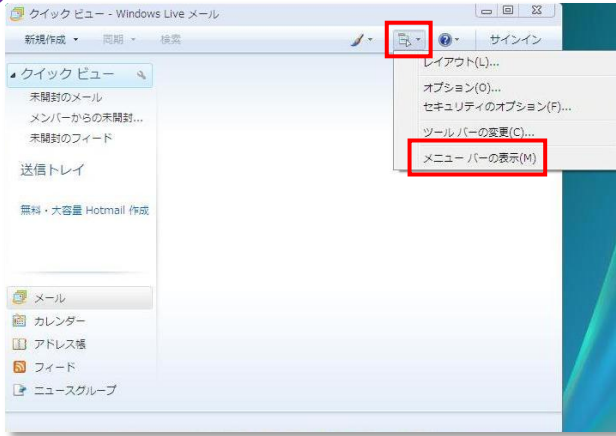 クイック ビュー - Windows Live メール
新規作成 同期 検索 サインイン
クイック ビュー
未開封のメール
メンバーからの未開封...
未開封のフィード
送信トレイ
無料・大容量 Hotmail 作成
メール
カレンダー
アドレス帳
フィード
ニュースグループ
レイアウト(L)...
オプション(O)...
セキュリティのオプション(F)...
ツール バーの変更(C)...
メニュー バーの表示(M)